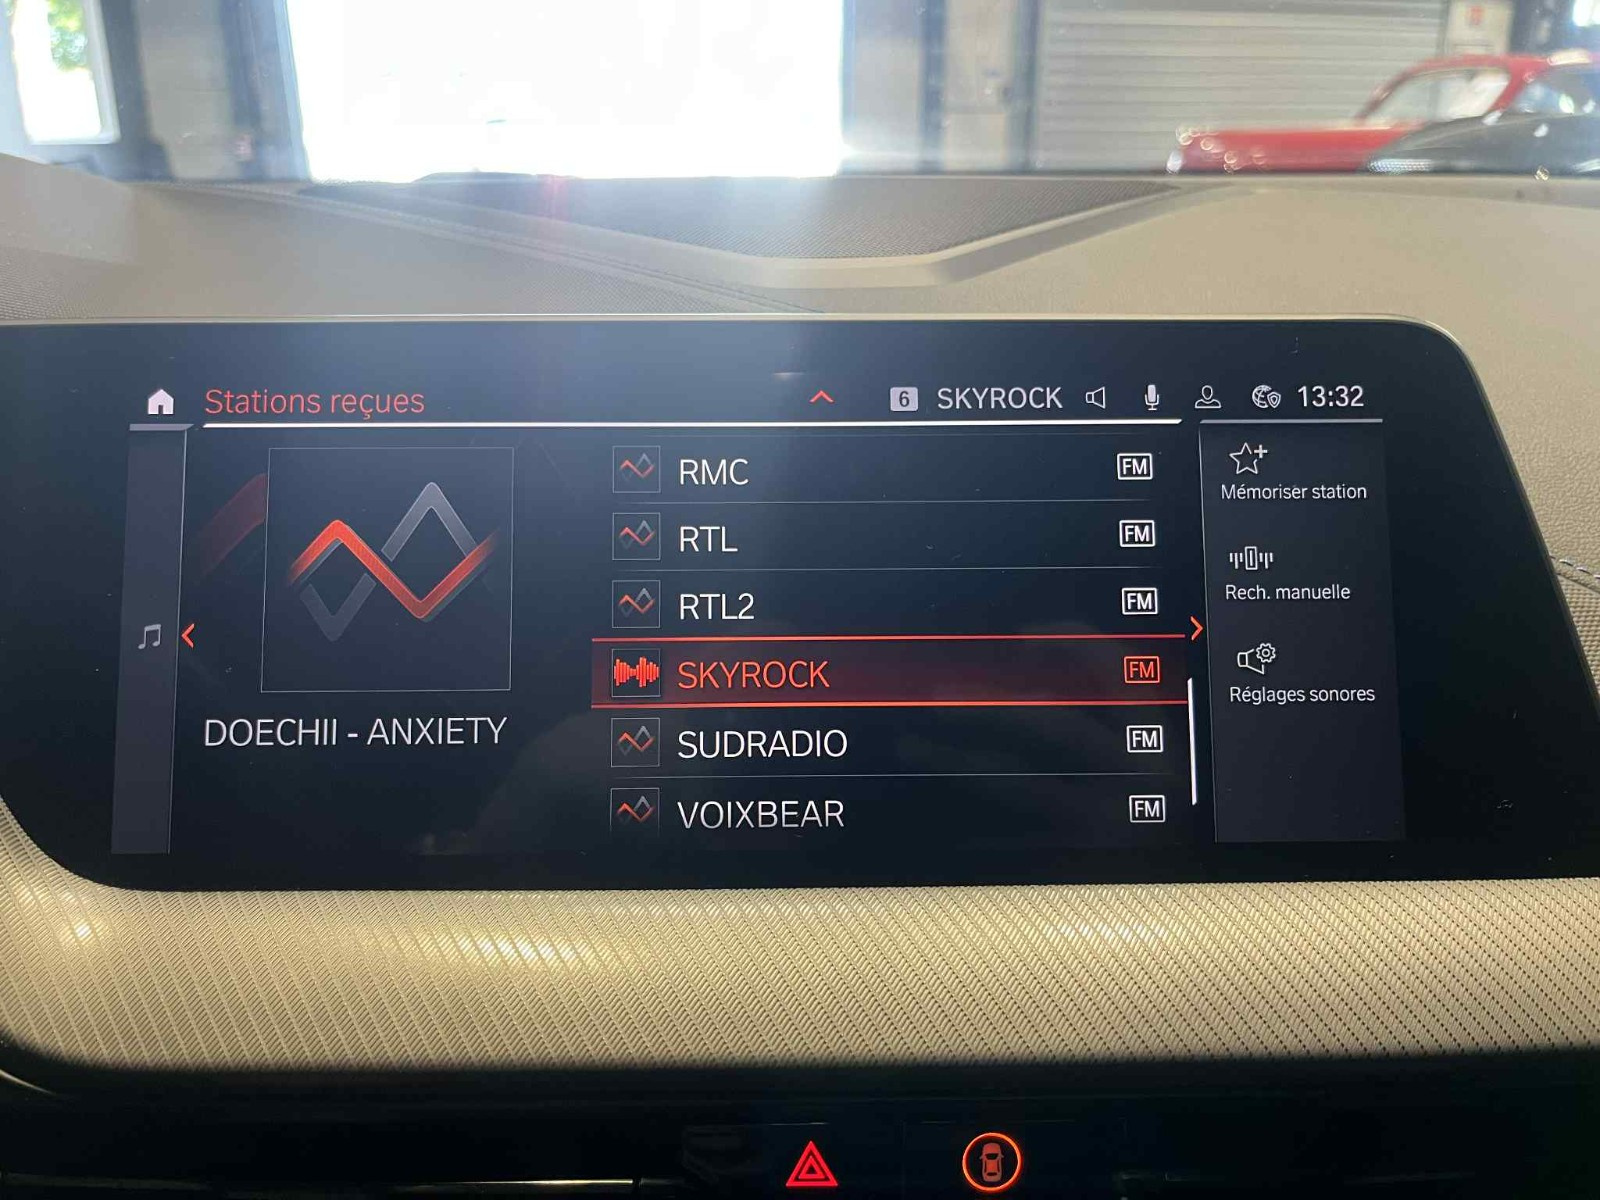 Stations reçues
6 SKYROCK 13:32
RMC FM
RTL FM
RTL2 FM
SKYROCK FM
SUDRADIO FM
VOIXBEAR FM
DOECHII - ANXIETY
Mémoriser station
Rech. manuelle
Réglages sonores